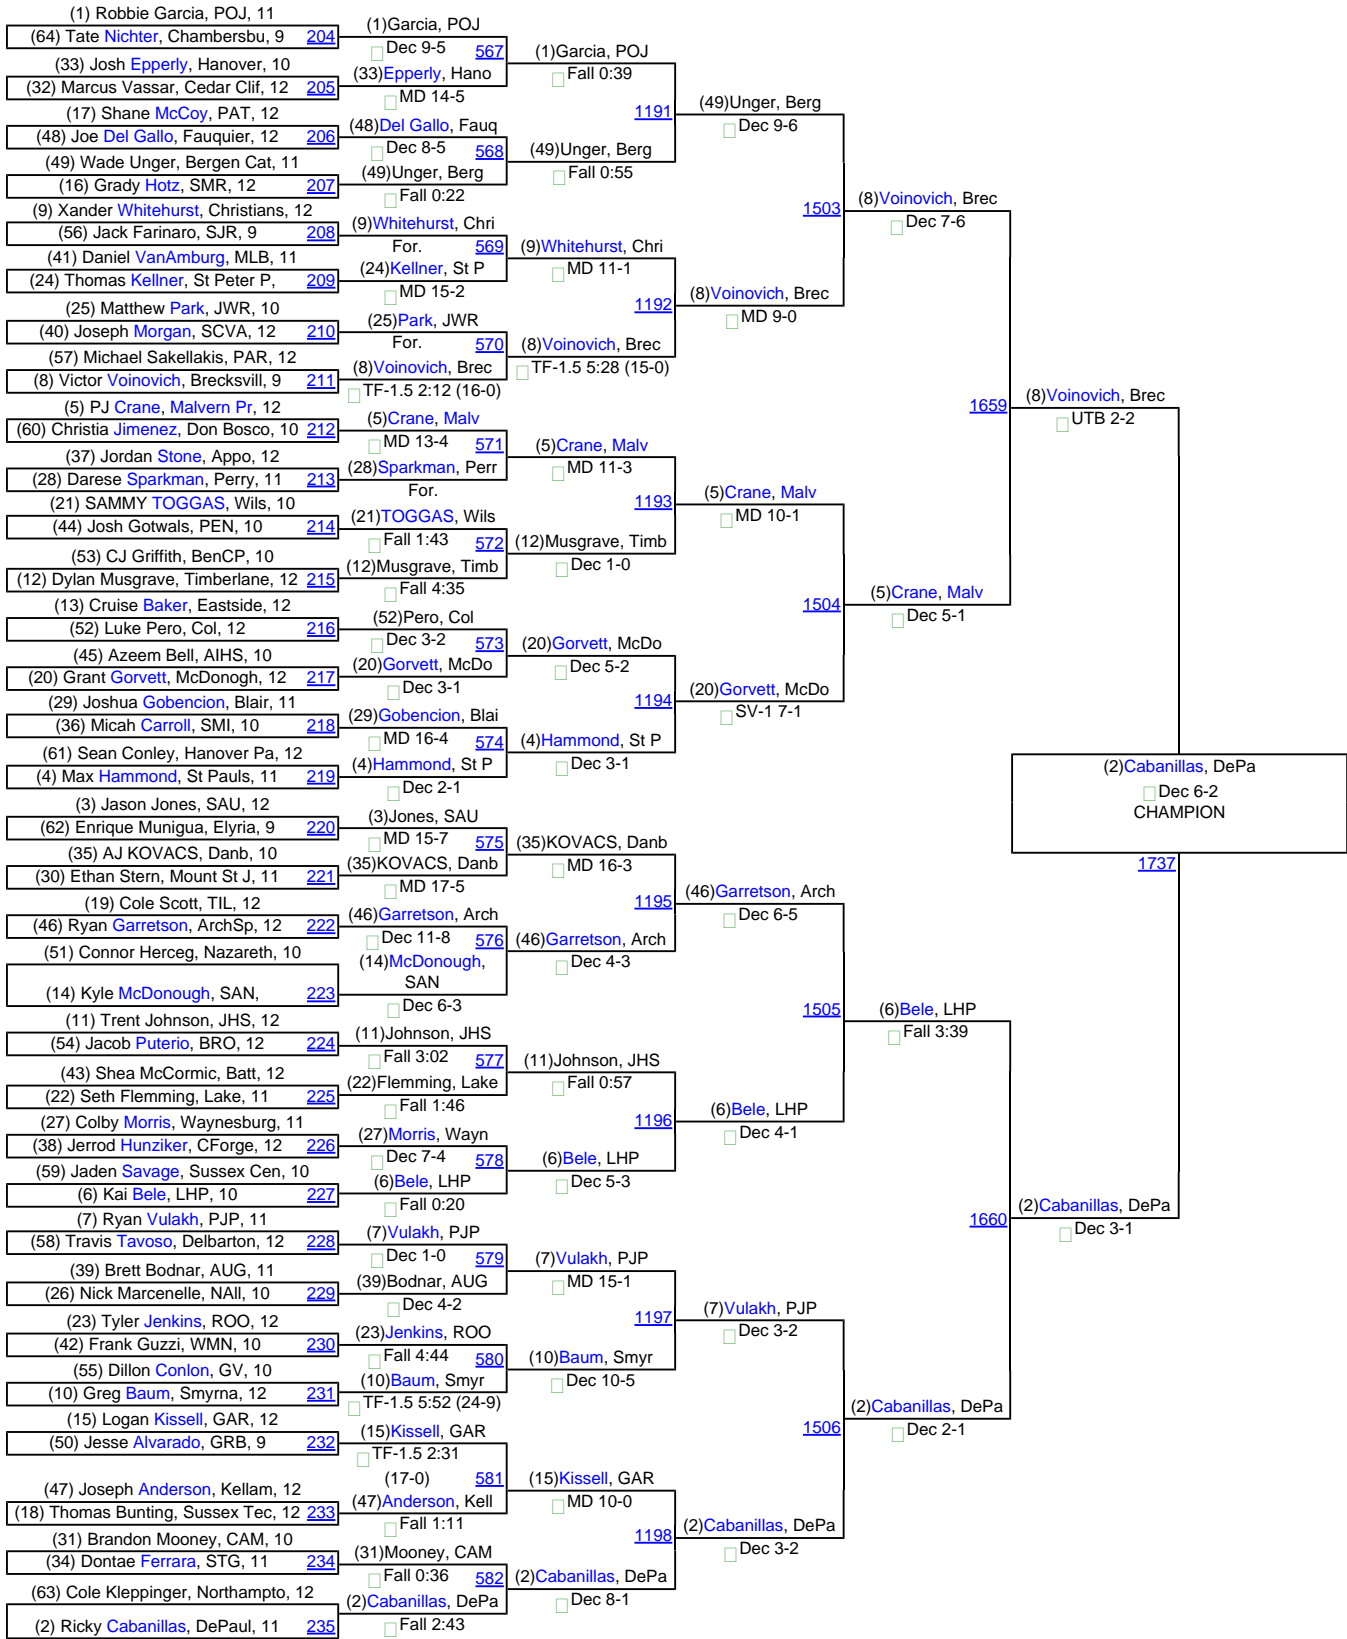 (1) Robbie Garcia, POJ, 11
(64) Tate Nichter, Chambersbu, 9 204
(33) Josh Epperly, Hanover, 10
(32) Marcus Vassar, Cedar Clif, 12 205
(17) Shane McCoy, PAT, 12
(48) Joe Del Gallo, Fauquier, 12 206
(49) Wade Unger, Bergen Cat, 11
(16) Grady Hotz, SMR, 12 207
(9) Xander Whitehurst, Christians, 12
(56) Jack Farinaro, SJR, 9 208
(41) Daniel VanAmburg, MLB, 11
(24) Thomas Kellner, St Peter P, 209
(25) Matthew Park, JWR, 10
(40) Joseph Morgan, SCVA, 12 210
(57) Michael Sakellakis, PAR, 12
(8) Victor Voinovich, Brecksvill, 9 211
(5) PJ Crane, Malvern Pr, 12
(60) Christia Jimenez, Don Bosco, 10 212
(37) Jordan Stone, Appo, 12
(28) Darese Sparkman, Perry, 11 213
(21) SAMMY TOGGAS, Wils, 10
(44) Josh Gotwals, PEN, 10 214
(53) CJ Griffith, BenCP, 10
(12) Dylan Musgrave, Timberlane, 12 215
(13) Cruise Baker, Eastside, 12
(52) Luke Pero, Col, 12 216
(45) Azeem Bell, AIHS, 10
(20) Grant Gorvett, McDonogh, 12 217
(29) Joshua Gobencion, Blair, 11
(36) Micah Carroll, SMI, 10 218
(61) Sean Conley, Hanover Pa, 12
(4) Max Hammond, St Pauls, 11 219
(3) Jason Jones, SAU, 12
(62) Enrique Munigua, Elyria, 9 220
(35) AJ KOVACS, Danb, 10
(30) Ethan Stern, Mount St J, 11 221
(19) Cole Scott, TIL, 12
(46) Ryan Garretson, ArchSp, 12 222
(51) Connor Herceg, Nazareth, 10
(14) Kyle McDonough, SAN, 223
(11) Trent Johnson, JHS, 12
(54) Jacob Puterio, BRO, 12 224
(43) Shea McCormic, Batt, 12
(22) Seth Flemming, Lake, 11 225
(27) Colby Morris, Waynesburg, 11
(38) Jerrod Hunziker, CForge, 12 226
(59) Jaden Savage, Sussex Cen, 10
(6) Kai Bele, LHP, 10 227
(7) Ryan Vulakh, PJP, 11
(58) Travis Tavoso, Delbarton, 12 228
(39) Brett Bodnar, AUG, 11
(26) Nick Marcenelle, NAll, 10 229
(23) Tyler Jenkins, ROO, 12
(42) Frank Guzzi, WMN, 10 230
(55) Dillon Conlon, GV, 10
(10) Greg Baum, Smyrna, 12 231
(15) Logan Kissell, GAR, 12
(50) Jesse Alvarado, GRB, 9 232
(47) Joseph Anderson, Kellam, 12
(18) Thomas Bunting, Sussex Tec, 12 233
(31) Brandon Mooney, CAM, 10
(34) Dontae Ferrara, STG, 11 234
(63) Cole Kleppinger, Northampto, 12
(2) Ricky Cabanillas, DePaul, 11 235
(1)Garcia, POJ
Dec 9-5 567
(33)Epperly, Hano
MD 14-5
(48)Del Gallo, Fauq
Dec 8-5 568
(49)Unger, Berg
Fall 0:22
(9)Whitehurst, Chri
For. 569
(24)Kellner, St P
MD 15-2
(25)Park, JWR
For. 570
(8)Voinovich, Brec
TF-1.5 2:12 (16-0)
(5)Crane, Malv
MD 13-4 571
(28)Sparkman, Perr
For.
(21)TOGGAS, Wils
Fall 1:43 572
(12)Musgrave, Timb
Fall 4:35
(52)Pero, Col
Dec 3-2 573
(20)Gorvett, McDo
Dec 3-1
(29)Gobencion, Blai
MD 16-4 574
(4)Hammond, St P
Dec 2-1
(3)Jones, SAU
MD 15-7 575
(35)KOVACS, Danb
MD 17-5
(46)Garretson, Arch
Dec 11-8 576
(14)McDonough,
SAN
Dec 6-3
(11)Johnson, JHS
Fall 3:02 577
(22)Flemming, Lake
Fall 1:46
(27)Morris, Wayn
Dec 7-4 578
(6)Bele, LHP
Fall 0:20
(7)Vulakh, PJP
Dec 1-0 579
(39)Bodnar, AUG
Dec 4-2
(23)Jenkins, ROO
Fall 4:44 580
(10)Baum, Smyr
TF-1.5 5:52 (24-9)
(15)Kissell, GAR
TF-1.5 2:31
(17-0) 581
(47)Anderson, Kell
Fall 1:11
(31)Mooney, CAM
Fall 0:36 582
(2)Cabanillas, DePa
Fall 2:43
(1)Garcia, POJ
Fall 0:39
1191
(49)Unger, Berg
Fall 0:55
(9)Whitehurst, Chri
MD 11-1
1192
(8)Voinovich, Brec
TF-1.5 5:28 (15-0)
(5)Crane, Malv
MD 11-3
1193
(12)Musgrave, Timb
Dec 1-0
(20)Gorvett, McDo
Dec 5-2
1194
(4)Hammond, St P
Dec 3-1
(35)KOVACS, Danb
MD 16-3
1195
(46)Garretson, Arch
Dec 4-3
(11)Johnson, JHS
Fall 0:57
1196
(6)Bele, LHP
Dec 5-3
(7)Vulakh, PJP
MD 15-1
1197
(10)Baum, Smyr
Dec 10-5
(15)Kissell, GAR
MD 10-0
1198
(2)Cabanillas, DePa
Dec 8-1
(49)Unger, Berg
Dec 9-6
1503
(8)Voinovich, Brec
MD 9-0
(5)Crane, Malv
MD 10-1
1504
(20)Gorvett, McDo
SV-1 7-1
(46)Garretson, Arch
Dec 6-5
1505
(6)Bele, LHP
Dec 4-1
(7)Vulakh, PJP
Dec 3-2
1506
(2)Cabanillas, DePa
Dec 3-2
(8)Voinovich, Brec
Dec 7-6
1659
(5)Crane, Malv
Dec 5-1
(6)Bele, LHP
Fall 3:39
1660
(2)Cabanillas, DePa
Dec 2-1
(8)Voinovich, Brec
UTB 2-2
(2)Cabanillas, DePa
Dec 3-1
(2)Cabanillas, DePa
Dec 6-2
CHAMPION
1737